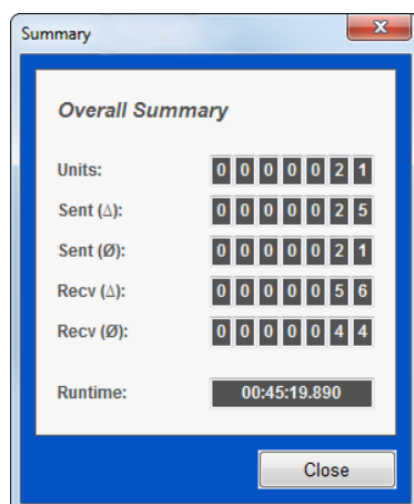 Summary
Overall Summary
Units: 0000021
Sent (Δ): 0000025
Sent (Ø): 0000021
Recv (Δ): 0000056
Recv (Ø): 0000044
Runtime: 00:45:19.890
Close